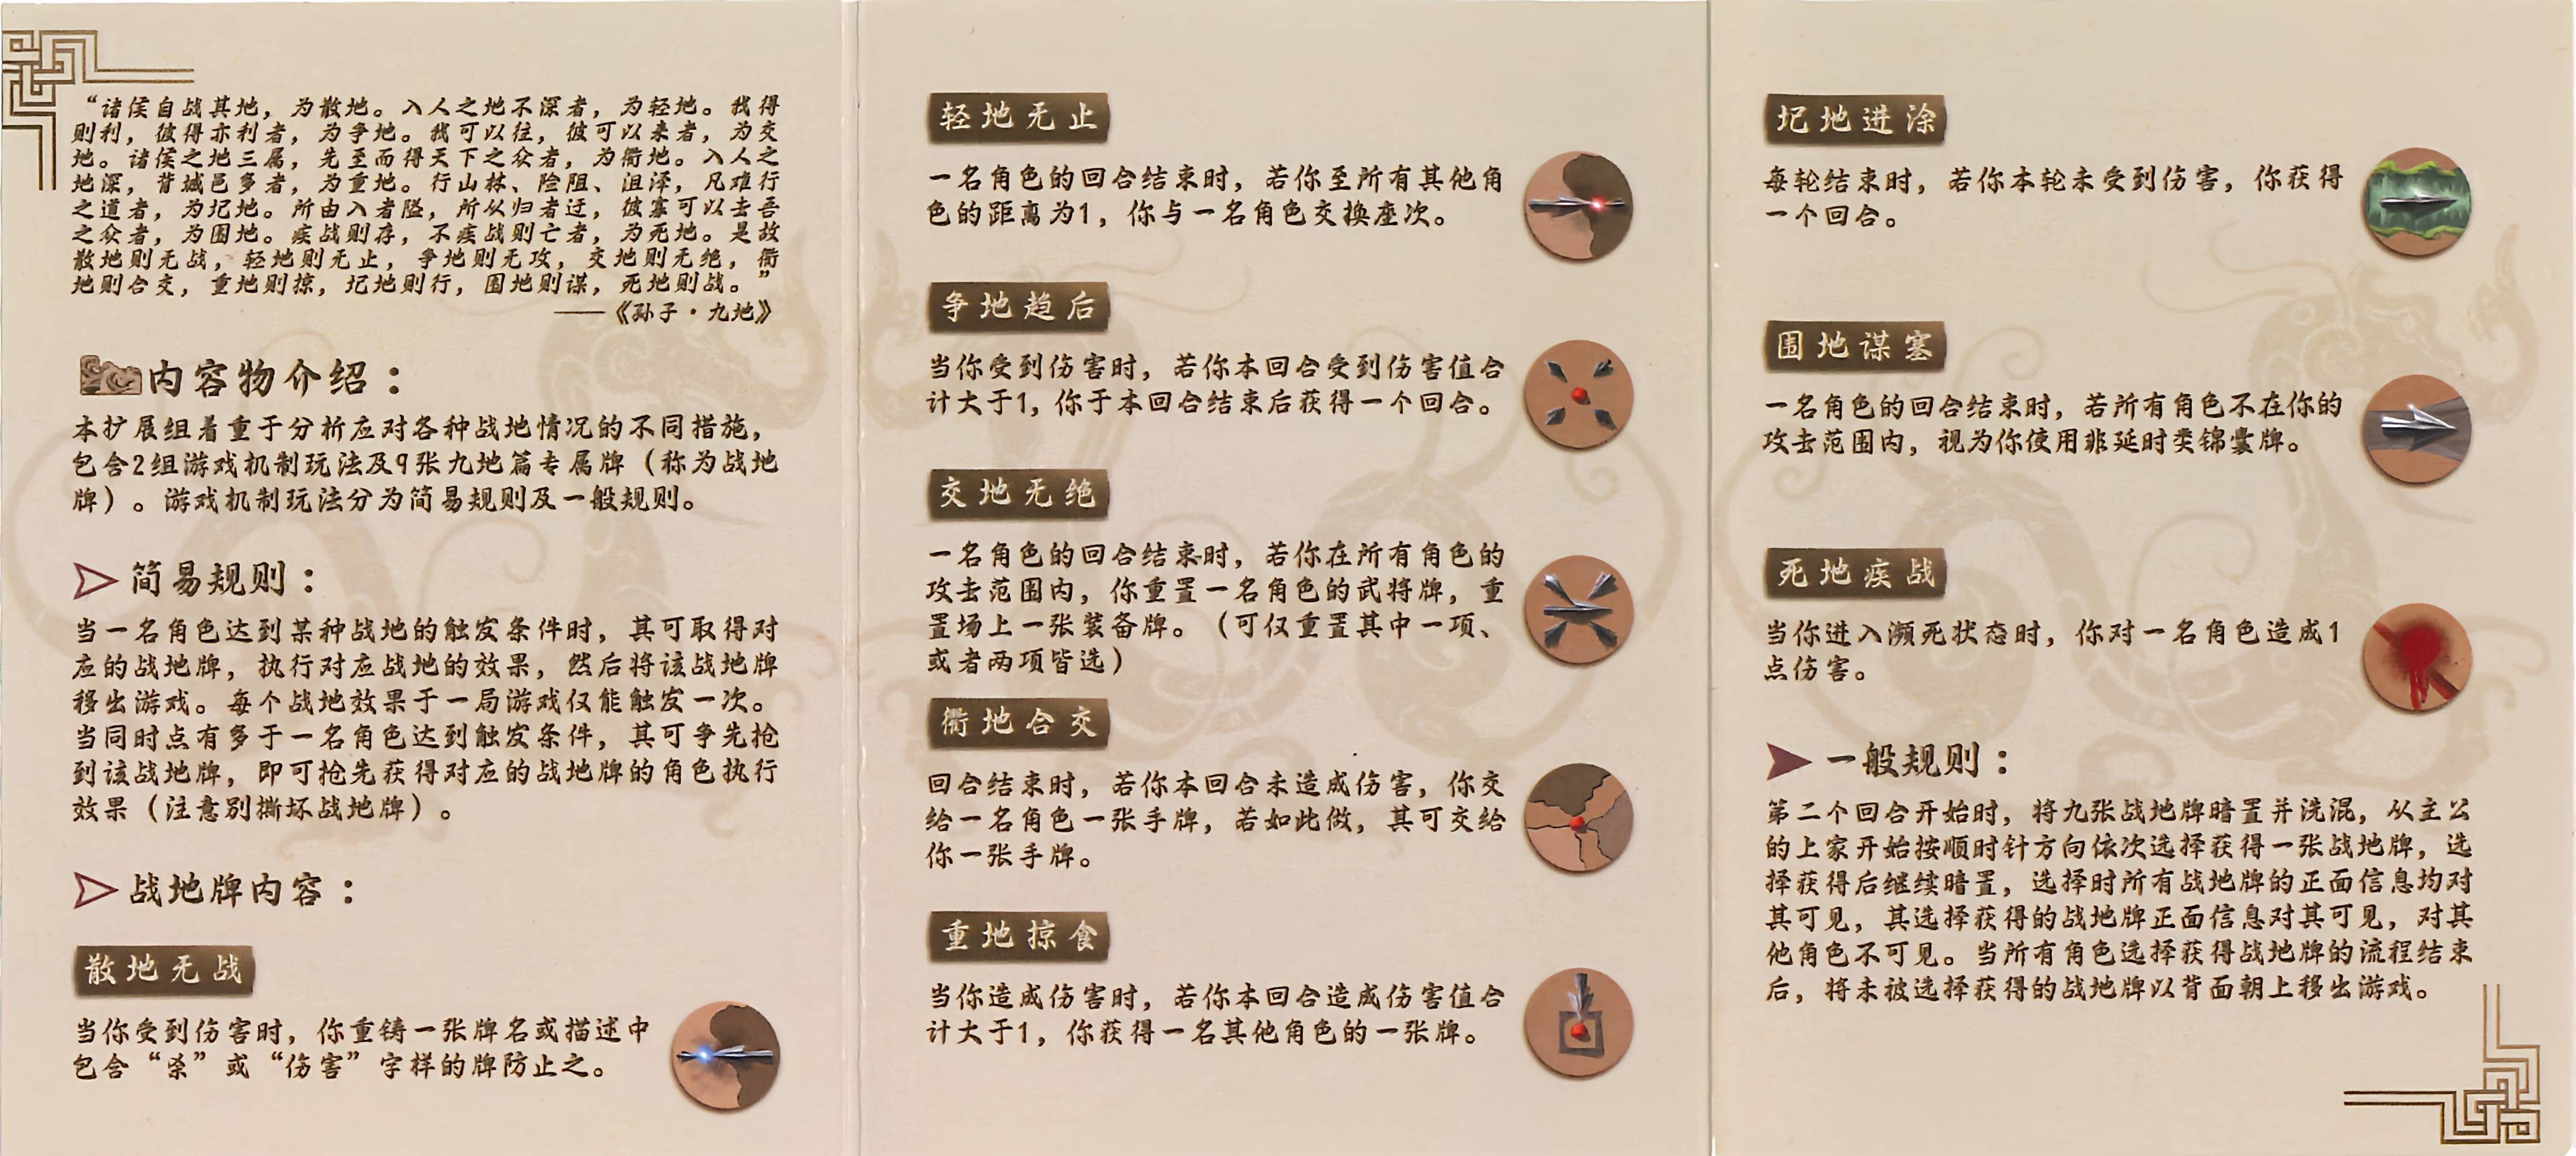 “诸侯自战其地，为散地。入人之地不深者，为轻地。我得
则利，彼得亦利者，为争地。我可以往，彼可以来者，为交
地。诸侯之地三属，先至而得天下之众者，为衢地。入人之
地深，背城邑多者，为重地。行山林、险阻、沮泽，凡难行
之道者，为圮地。所由入者隘，所从归者迂，彼寡可以击吾
之众者，为围地。疾战则存，不疾战则亡者，为死地。是故
散地则无战，轻地则无止，争地则无攻，交地则无绝，衢
地则合交，重地则掠，圮地则行，围地则谋，死地则战。”
——《孙子·九地》
内容物介绍：
本扩展组着重于分析应对各种战地情况的不同措施，
包含2组游戏机制玩法及9张九地篇专属牌（称为战地
牌）。游戏机制玩法分为简易规则及一般规则。
简易规则：
当一名角色达到某种战地的触发条件时，其可取得对
应的战地牌，执行对应战地的效果，然后将该战地牌
移出游戏。每个战地效果于一局游戏仅能触发一次。
当同时点有多于一名角色达到触发条件，其可争先抢
到该战地牌，即可抢先获得对应的战地牌的角色执行
效果（注意别撕坏战地牌）。
战地牌内容：
散地无战
当你受到伤害时，你重铸一张牌名或描述中
包含“杀”或“伤害”字样的牌防止之。
轻地无止
一名角色的回合结束时，若你至所有其他角
色的距离为1，你与一名角色交换座次。
争地趋后
当你受到伤害时，若你本回合受到伤害值合
计大于1，你于本回合结束后获得一个回合。
交地无绝
一名角色的回合结束时，若你在所有角色的
攻击范围内，你重置一名角色的武将牌，重
置场上一张装备牌。（可仅重置其中一项、
或者两项皆选）
衢地合交
回合结束时，若你本回合未造成伤害，你交
给一名角色一张手牌，若如此做，其可交给
你一张手牌。
重地掠食
当你造成伤害时，若你本回合造成伤害值合
计大于1，你获得一名其他角色的一张牌。
圮地进涂
每轮结束时，若你本轮未受到伤害，你获得
一个回合。
围地谋塞
一名角色的回合结束时，若所有角色不在你的
攻击范围内，视为你使用非延时类锦囊牌。
死地疾战
当你进入濒死状态时，你对一名角色造成1
点伤害。
一般规则：
第二个回合开始时，将九张战地牌暗置并洗混，从主公
的上家开始按顺时针方向依次选择获得一张战地牌，选
择获得后继续暗置，选择时所有战地牌的正面信息均对
其可见，其选择获得的战地牌正面信息对其可见，对其
他角色不可见。当所有角色选择获得战地牌的流程结束
后，将未被选择获得的战地牌以背面朝上移出游戏。